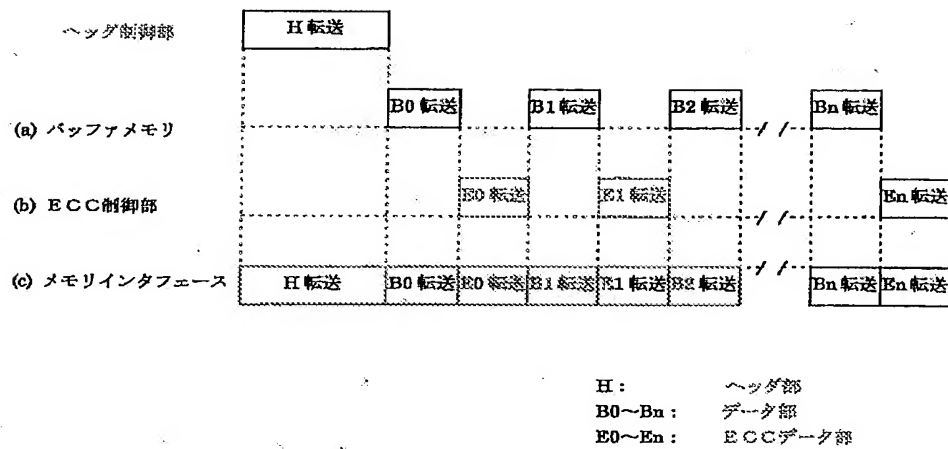 ヘッダ制御部 H転送
(a) バッファメモリ B0転送 B1転送 B2転送 Bn転送
(b) ECC制御部 E0転送 E1転送 En転送
(c) メモリインタフェース H転送 B0転送 E0転送 B1転送 E1転送 B2転送 Bn転送 En転送
H: ヘッダ部
B0~Bn: データ部
E0~En: ECCデータ部